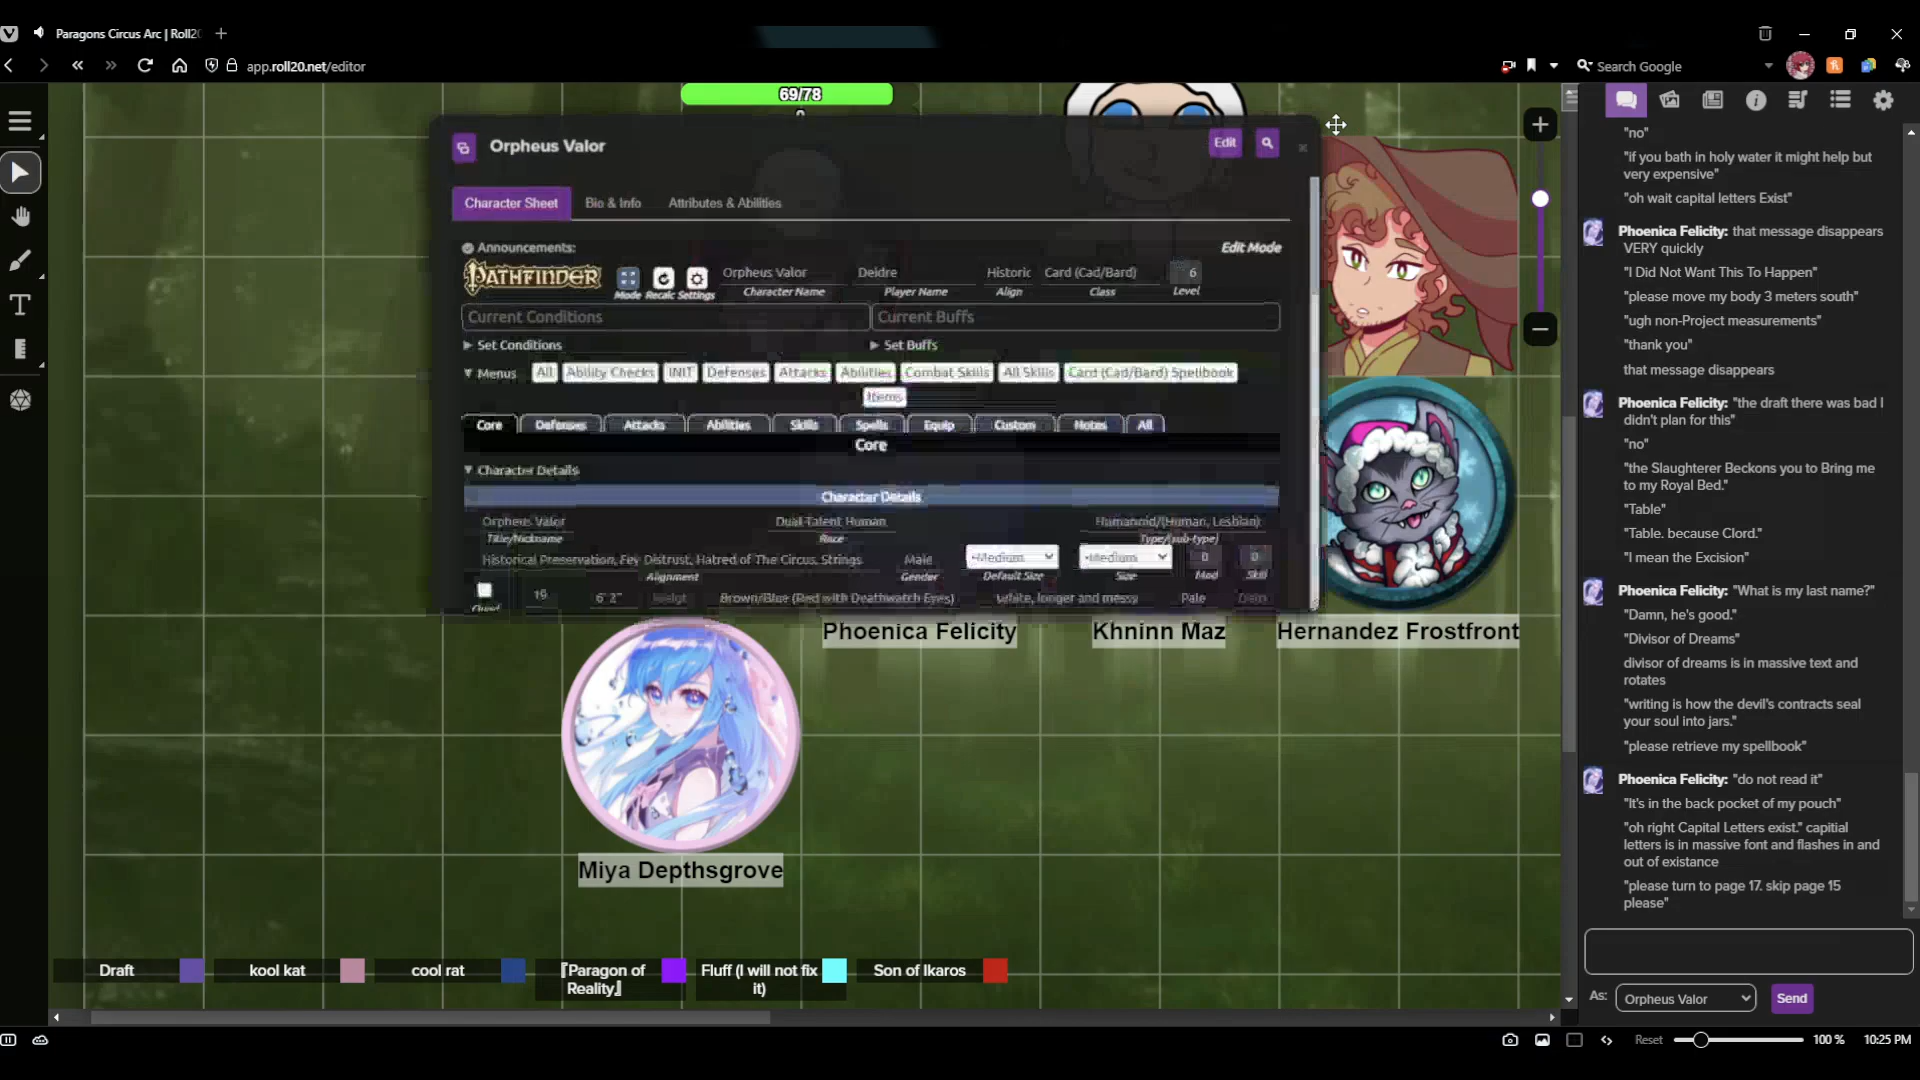 Paragons Circus Arc | Roll20
app.roll20.net/editor
Search Google
69/78
Orpheus Valor
Edit
Character Sheet
Bio & Info
Attributes & Abilities
Announcements:
Edit Mode
PATHFINDER
Mode Recalc Settings
Orpheus Valor
Character Name
Deidre
Player Name
Historic
Align
Card (Cad/Bard)
Class
6
Level
Current Conditions
Current Buffs
Set Conditions
Set Buffs
Menus
All
Ability Checks
INIT
Defenses
Attacks
Abilities
Combat Skills
All Skills
Card (Cad/Bard) Spellbook
Items
Core
Defenses
Attacks
Abilities
Skills
Spells
Equip
Custom
Notes
All
Core
Character Details
Character Details
Orpheus Valor
Title/Nickname
Dual Talent Human
Race
Humanoid/(Human, Lesbian)
Type/(sub-type)
Historical Preservation, Fey Distrust, Hatred of The Circus, Strings
Alignment
Male
Gender
-Medium
Default Size
-Medium
Size
0
Mod
0
Skill
19
6' 2"
Brown/Blue (Red with Deathwatch Eyes)
White, longer and messy
Pale
Phoenica Felicity
Khninn Maz
Hernandez Frostfront
Miya Depthsgrove
Draft
kool kat
cool rat
『Paragon of
Reality』
Fluff (I will not fix
it)
Son of Ikaros
"no"
"if you bath in holy water it might help but
very expensive"
"oh wait capital letters Exist"
Phoenica Felicity: that message disappears
VERY quickly
"I Did Not Want This To Happen"
"please move my body 3 meters south"
"ugh non-Project measurements"
"thank you"
that message disappears
Phoenica Felicity: "the draft there was bad I
didn't plan for this"
"no"
"the Slaughterer Beckons you to Bring me
to my Royal Bed."
"Table"
"Table. because Clord."
"I mean the Excision"
Phoenica Felicity: "What is my last name?"
"Damn, he's good."
"Divisor of Dreams"
divisor of dreams is in massive text and
rotates
"writing is how the devil's contracts seal
your soul into jars."
"please retrieve my spellbook"
Phoenica Felicity: "do not read it"
"It's in the back pocket of my pouch"
"oh right Capital Letters exist." capitial
letters is in massive font and flashes in and
out of existance
"please turn to page 17. skip page 15
please"
As:
Orpheus Valor
Send
Reset
100 %
10:25 PM